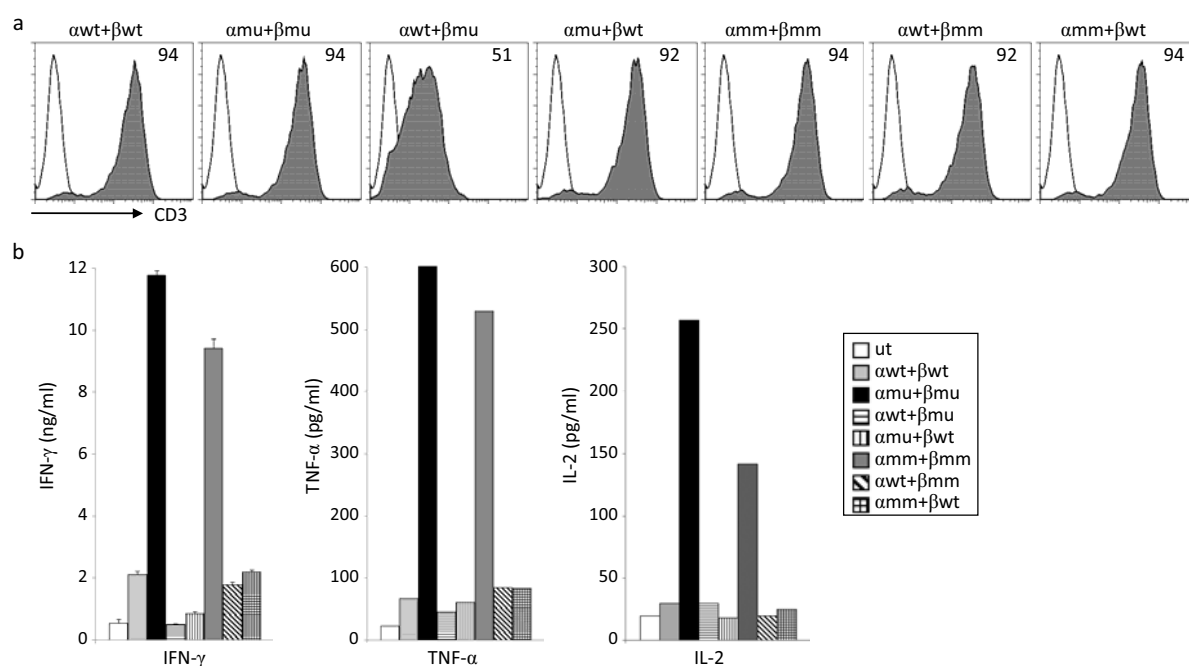 a
αwt+βwt αmu+βmu αwt+βmu αmu+βwt αmm+βmm αwt+βmm αmm+βwt
94 94 51 92 94 92 94
CD3
b
IFN-γ (ng/ml)
12
10
8
6
4
2
0
IFN-γ
TNF-α (pg/ml)
600
500
400
300
200
100
0
TNF-α
IL-2 (pg/ml)
300
250
200
150
100
50
0
IL-2
ut
αwt+βwt
αmu+βmu
αwt+βmu
αmu+βwt
αmm+βmm
αwt+βmm
αmm+βwt